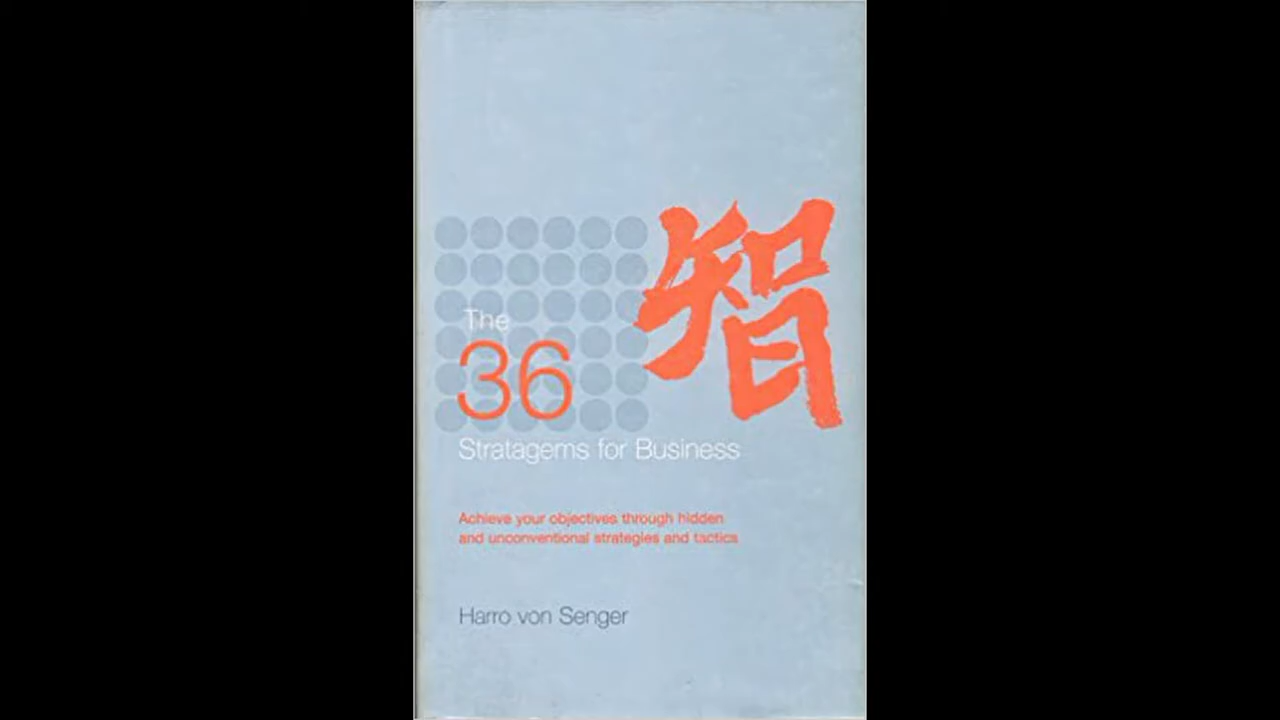 智
The
36
Stratagems for Business
Achieve your objectives through hidden
and unconventional strategies and tactics
Harro von Senger